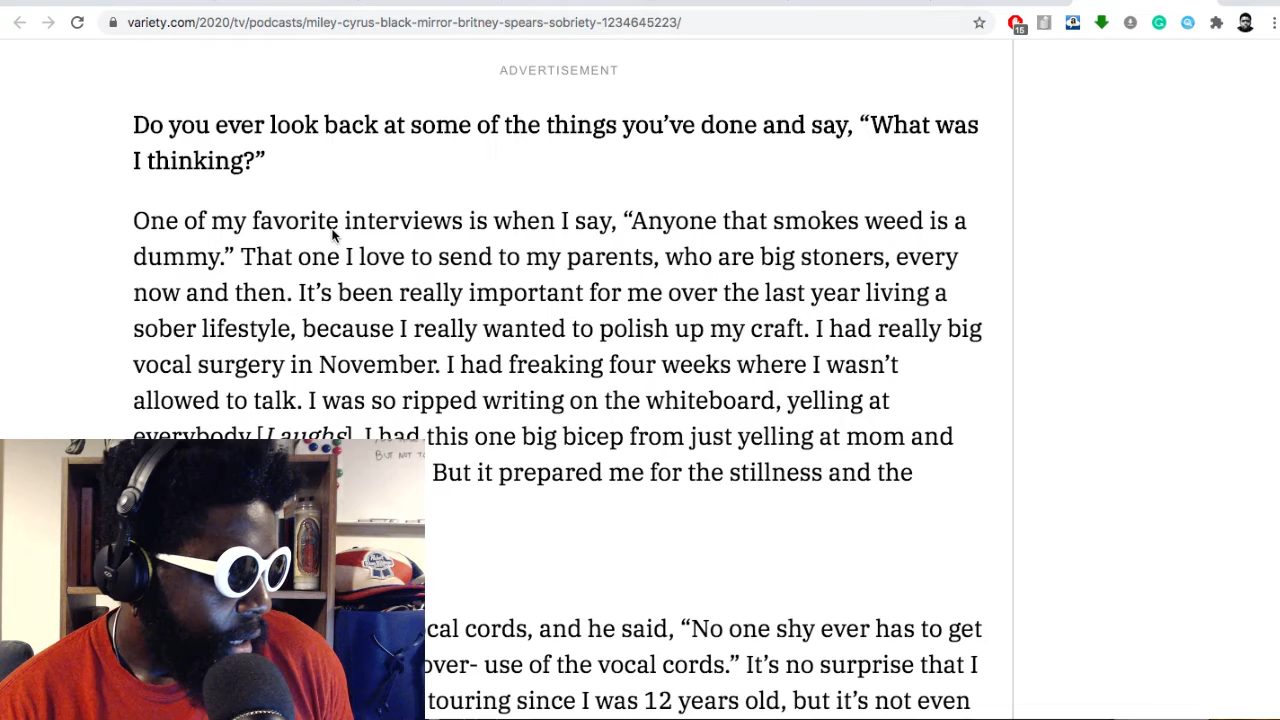 variety.com/2020/tv/podcasts/miley-cyrus-black-mirror-britney-spears-sobriety-1234645223/
15
ADVERTISEMENT
Do you ever look back at some of the things you’ve done and say, “What was
I thinking?”
One of my favorite interviews is when I say, “Anyone that smokes weed is a
dummy.” That one I love to send to my parents, who are big stoners, every
now and then. It’s been really important for me over the last year living a
sober lifestyle, because I really wanted to polish up my craft. I had really big
vocal surgery in November. I had freaking four weeks where I wasn’t
allowed to talk. I was so ripped writing on the whiteboard, yelling at
everybody [Laughs]. I had this one big bicep from just yelling at mom and
BUT NOT TO
But it prepared me for the stillness and the
cal cords, and he said, “No one shy ever has to get
over- use of the vocal cords.” It’s no surprise that I
touring since I was 12 years old, but it’s not even